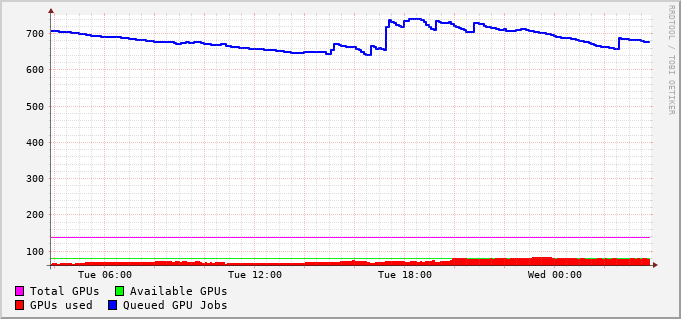 RRDTOOL / TOBI OETIKER
700
600
500
400
300
200
100
Tue 06:00 Tue 12:00 Tue 18:00 Wed 00:00
Total GPUs Available GPUs
GPUs used Queued GPU Jobs